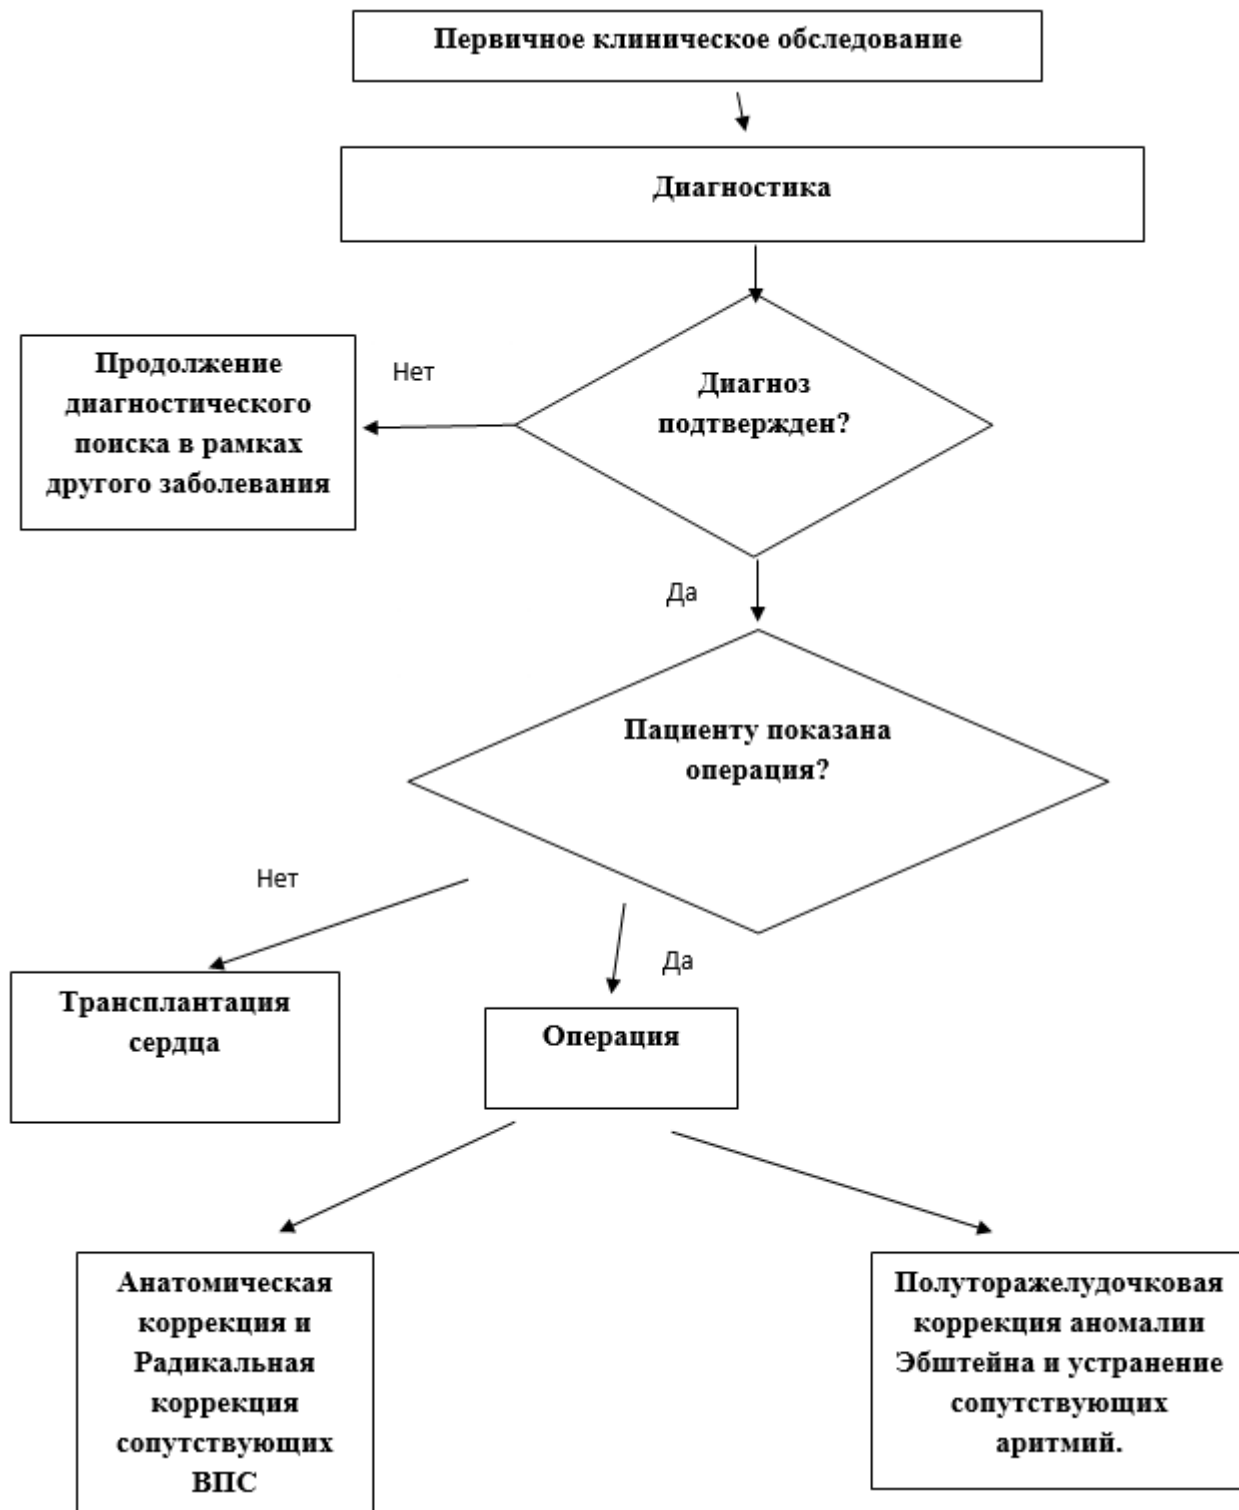 Первичное клиническое обследование
Диагностика
Диагноз
подтвержден?
Нет
Продолжение
диагностического
поиска в рамках
другого заболевания
Да
Пациенту показана
операция?
Нет
Трансплантация
сердца
Да
Операция
Анатомическая
коррекция и
Радикальная
коррекция
сопутствующих
ВПС
Полуторажелудочковая
коррекция аномалии
Эбштейна и устранение
сопутствующих
аритмий.